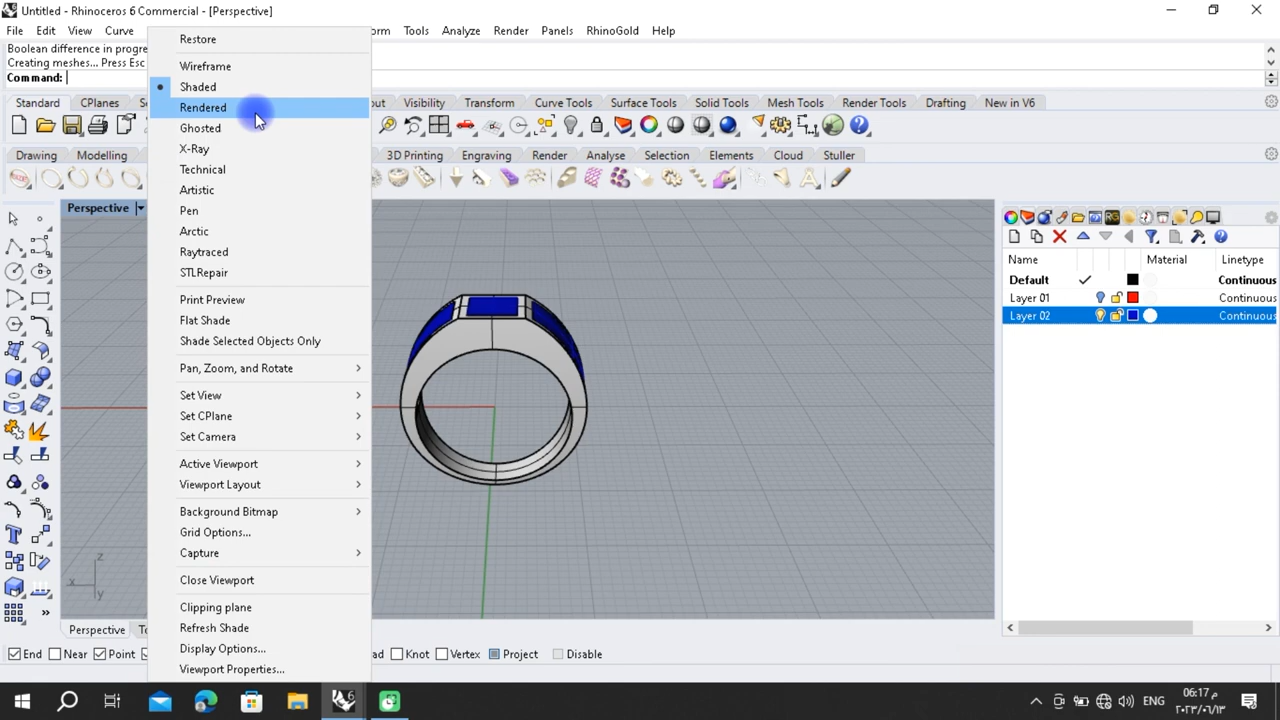 Untitled - Rhinoceros 6 Commercial - [Perspective]
File Edit View Curve Tools Analyze Render Panels RhinoGold Help
Boolean difference in progre
Creating meshes... Press Esc
Command:
Standard CPlanes Visibility Transform Curve Tools Surface Tools Solid Tools Mesh Tools Render Tools Drafting New in V6
Drawing Modelling 3D Printing Engraving Render Analyse Selection Elements Cloud Stuller
Perspective
Restore
Wireframe
Shaded
Rendered
Ghosted
X-Ray
Technical
Artistic
Pen
Arctic
Raytraced
STLRepair
Print Preview
Flat Shade
Shade Selected Objects Only
Pan, Zoom, and Rotate
Set View
Set CPlane
Set Camera
Active Viewport
Viewport Layout
Background Bitmap
Grid Options...
Capture
Close Viewport
Clipping plane
Refresh Shade
Display Options...
Viewport Properties...
Name Material Linetype
Default Continuous
Layer 01 Continuous
Layer 02 Continuous
z
x
y
Perspective
End Near Point Knot Vertex Project Disable
ENG
06:17 م
٢٠٢٣/٠٦/١٣